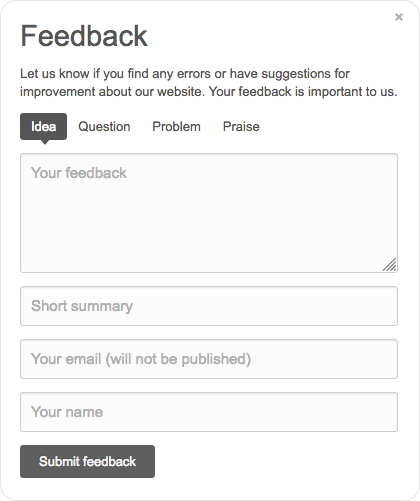 ×
Feedback
Let us know if you find any errors or have suggestions for
improvement about our website. Your feedback is important to us.
Idea Question Problem Praise
Your feedback
Short summary
Your email (will not be published)
Your name
Submit feedback